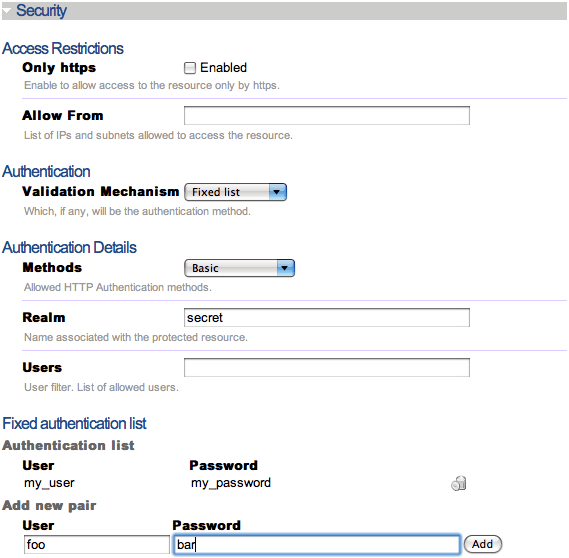 Security
Access Restrictions
Only https Enabled
Enable to allow access to the resource only by https.
Allow From
List of IPs and subnets allowed to access the resource.
Authentication
Validation Mechanism Fixed list
Which, if any, will be the authentication method.
Authentication Details
Methods Basic
Allowed HTTP Authentication methods.
Realm secret
Name associated with the protected resource.
Users
User filter. List of allowed users.
Fixed authentication list
Authentication list
User Password
my_user my_password
Add new pair
User Password
foo bar Add